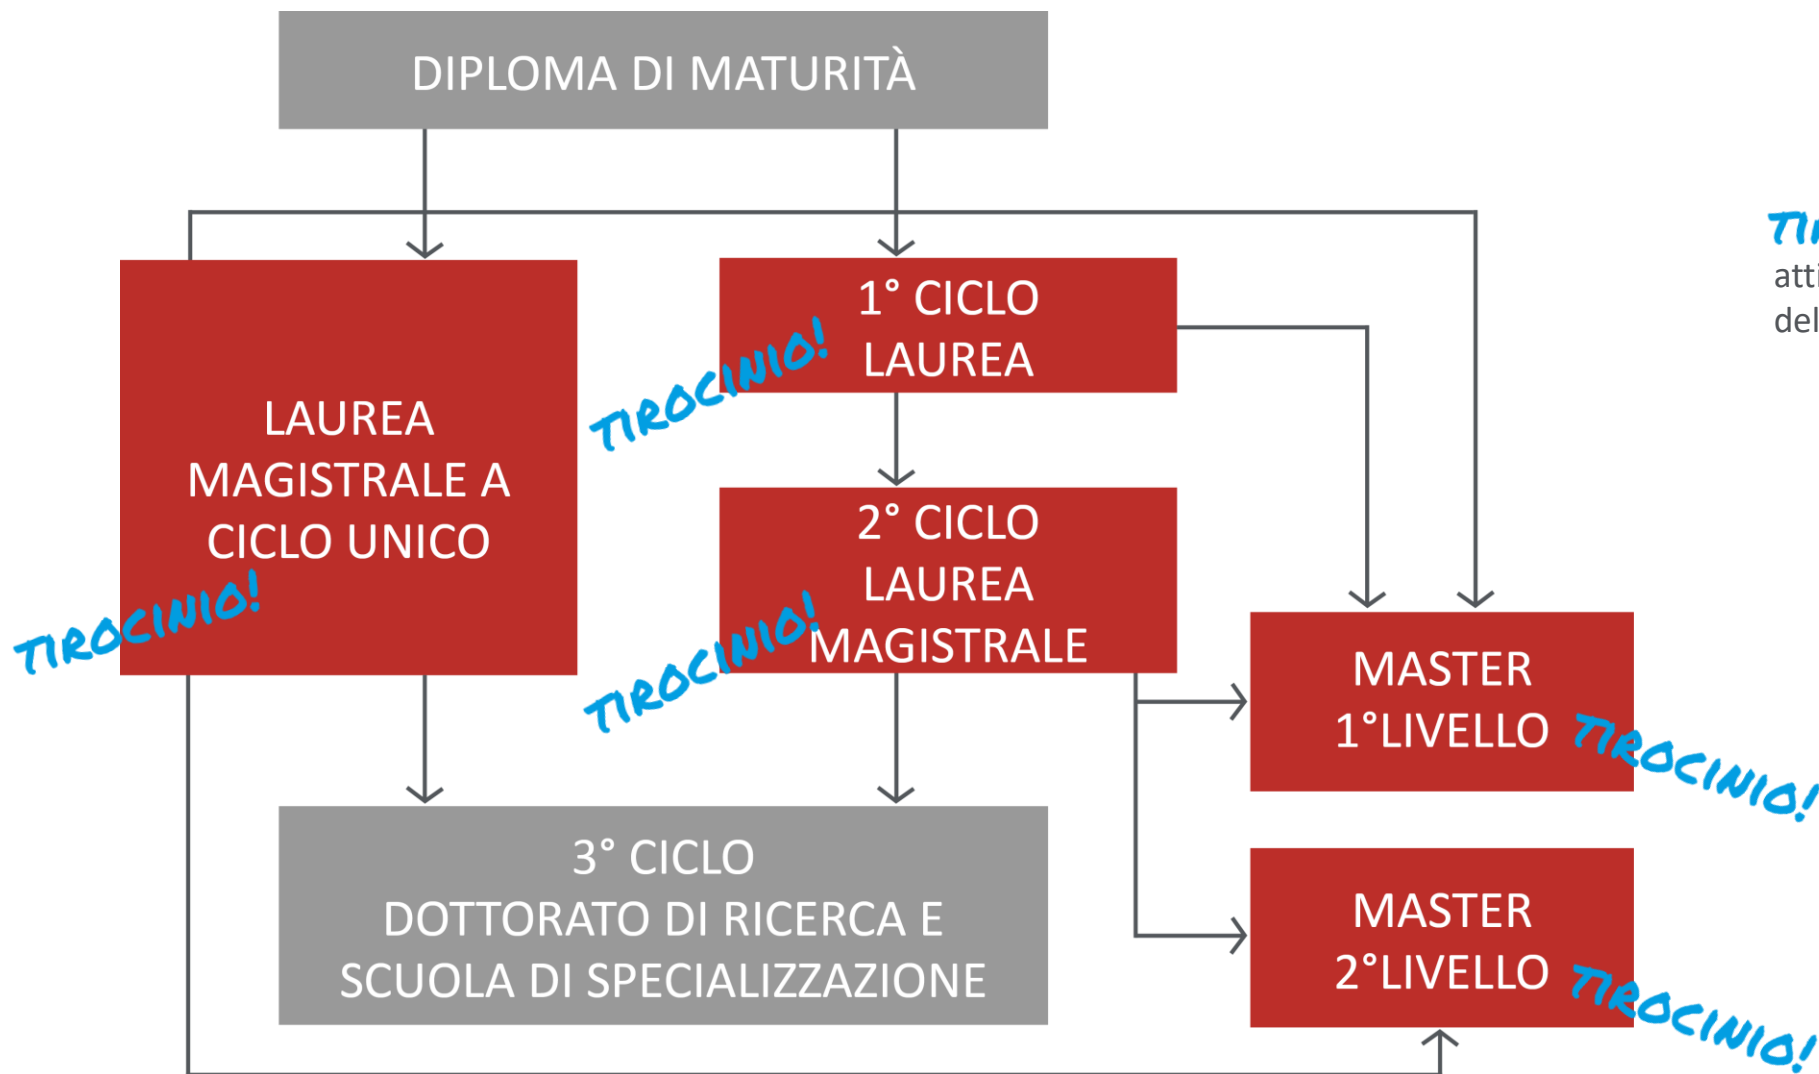 DIPLOMA DI MATURITÀ
1° CICLO
LAUREA
TIROCINIO!
LAUREA
MAGISTRALE A
CICLO UNICO
TIROCINIO!
2° CICLO
LAUREA
MAGISTRALE
TIROCINIO!
MASTER
1°LIVELLO
TIROCINIO!
3° CICLO
DOTTORATO DI RICERCA E
SCUOLA DI SPECIALIZZAZIONE
MASTER
2°LIVELLO
TIROCINIO!